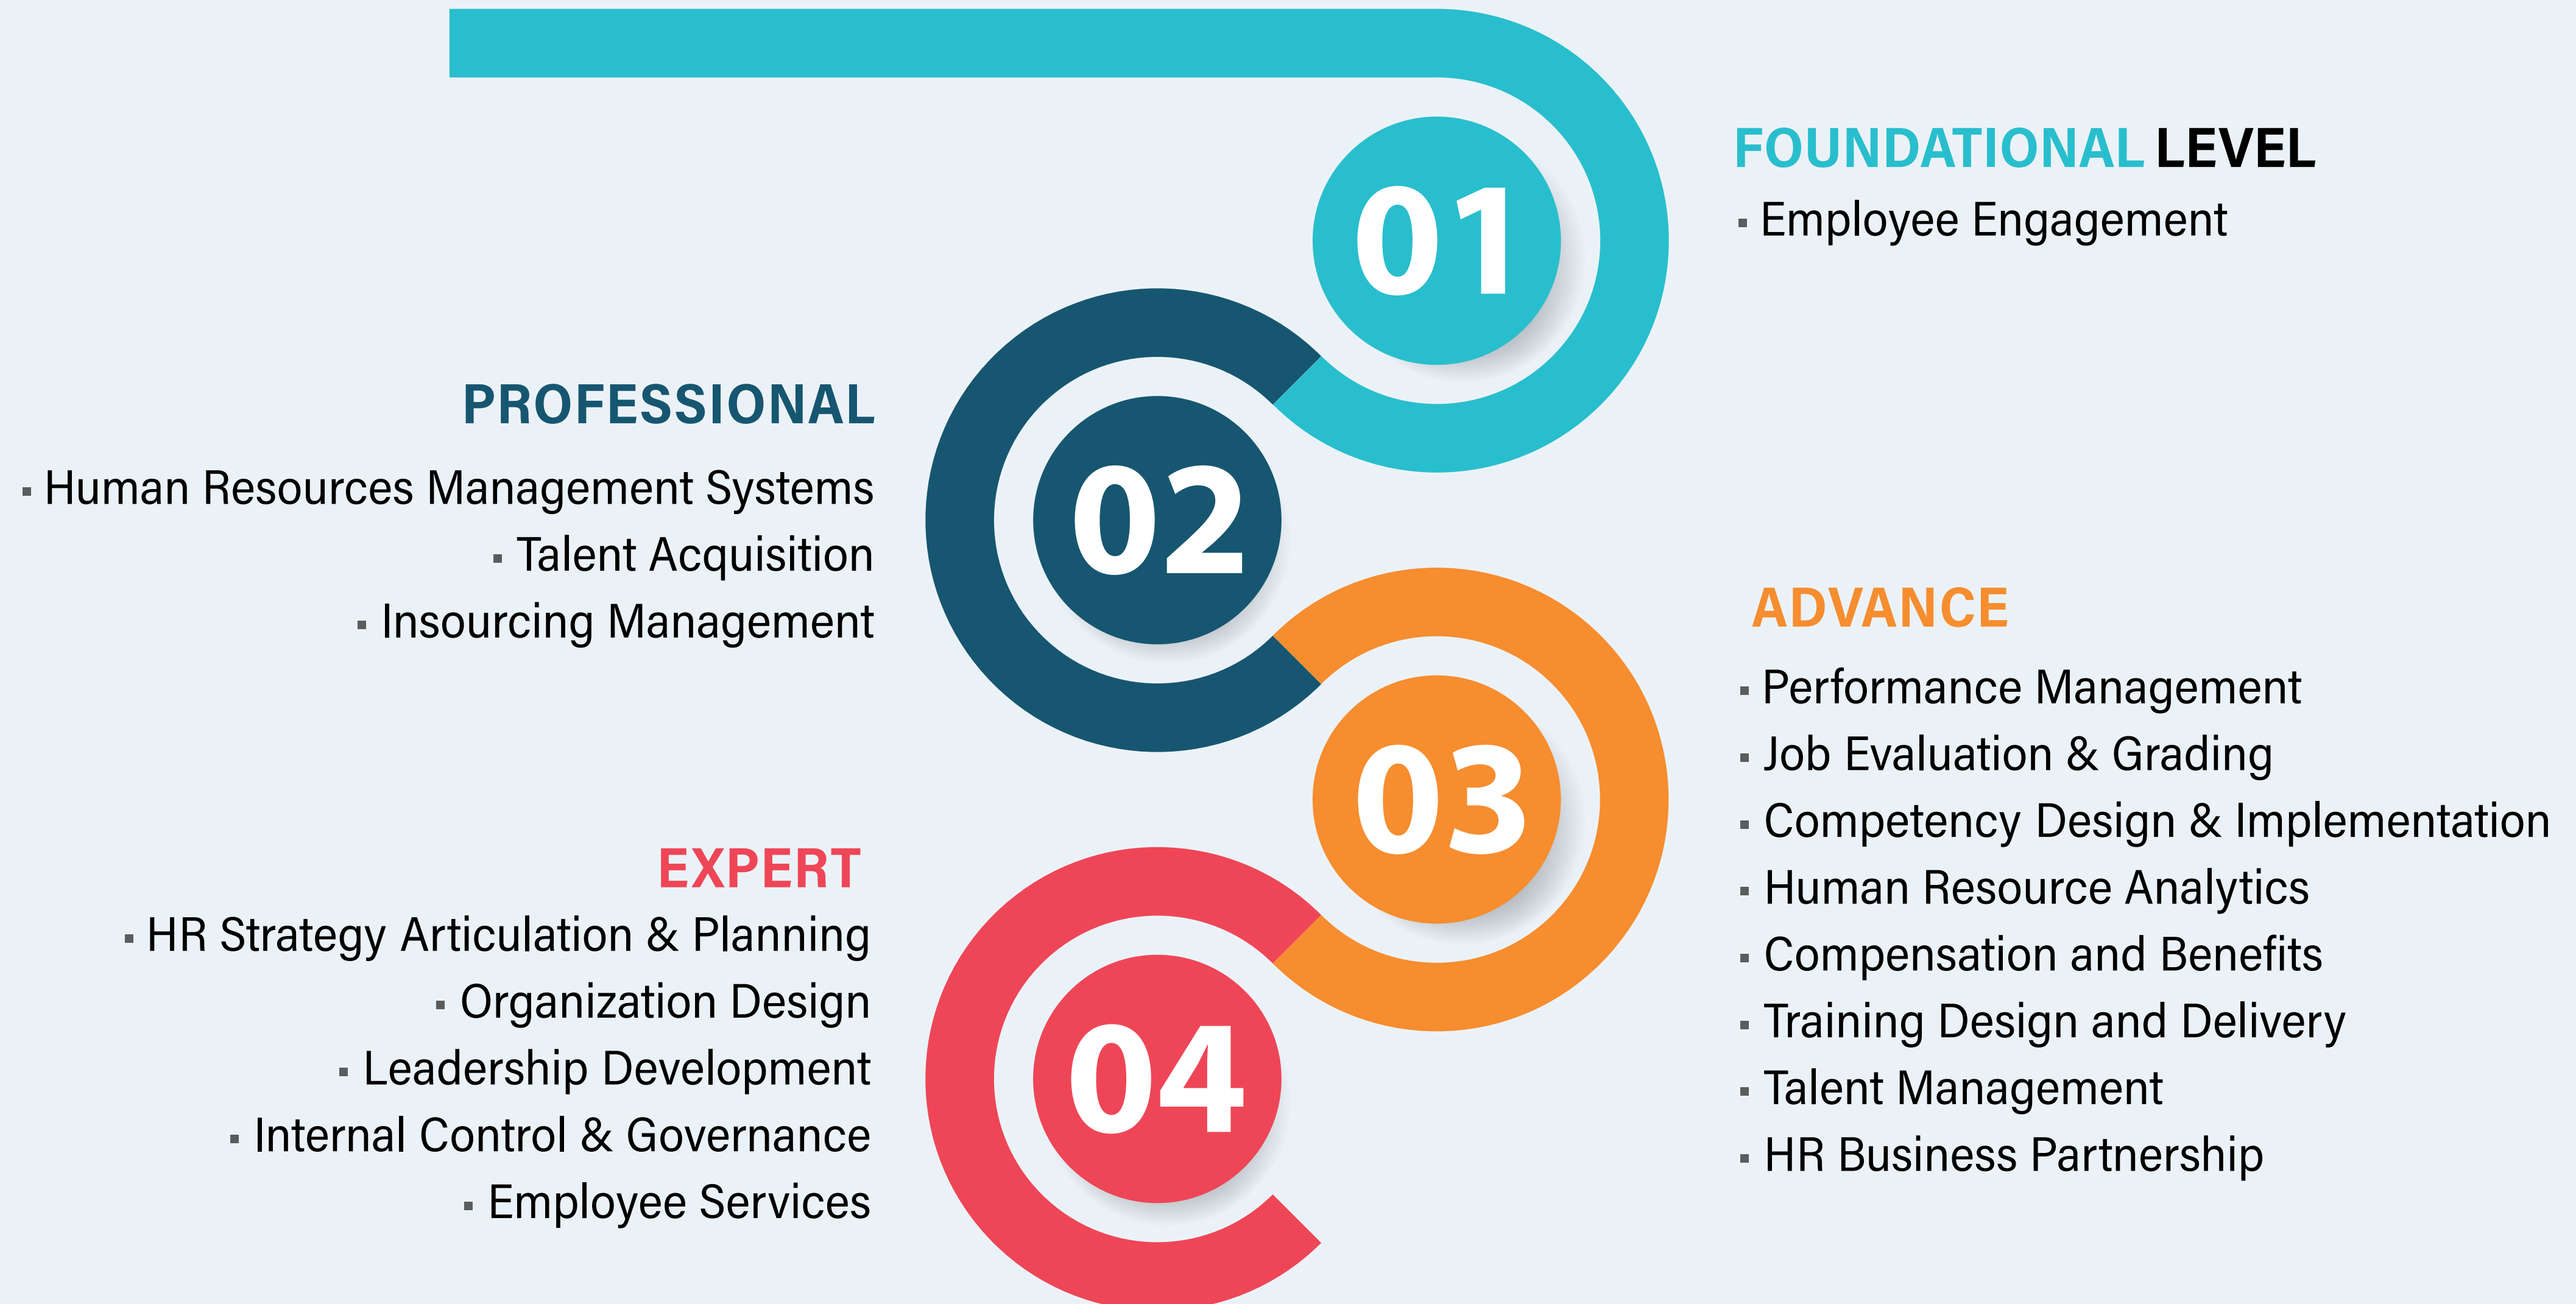 01
FOUNDATIONAL LEVEL
▪ Employee Engagement
02
PROFESSIONAL
▪ Human Resources Management Systems
▪ Talent Acquisition
▪ Insourcing Management
03
ADVANCE
▪ Performance Management
▪ Job Evaluation & Grading
▪ Competency Design & Implementation
▪ Human Resource Analytics
▪ Compensation and Benefits
▪ Training Design and Delivery
▪ Talent Management
▪ HR Business Partnership
04
EXPERT
▪ HR Strategy Articulation & Planning
▪ Organization Design
▪ Leadership Development
▪ Internal Control & Governance
▪ Employee Services